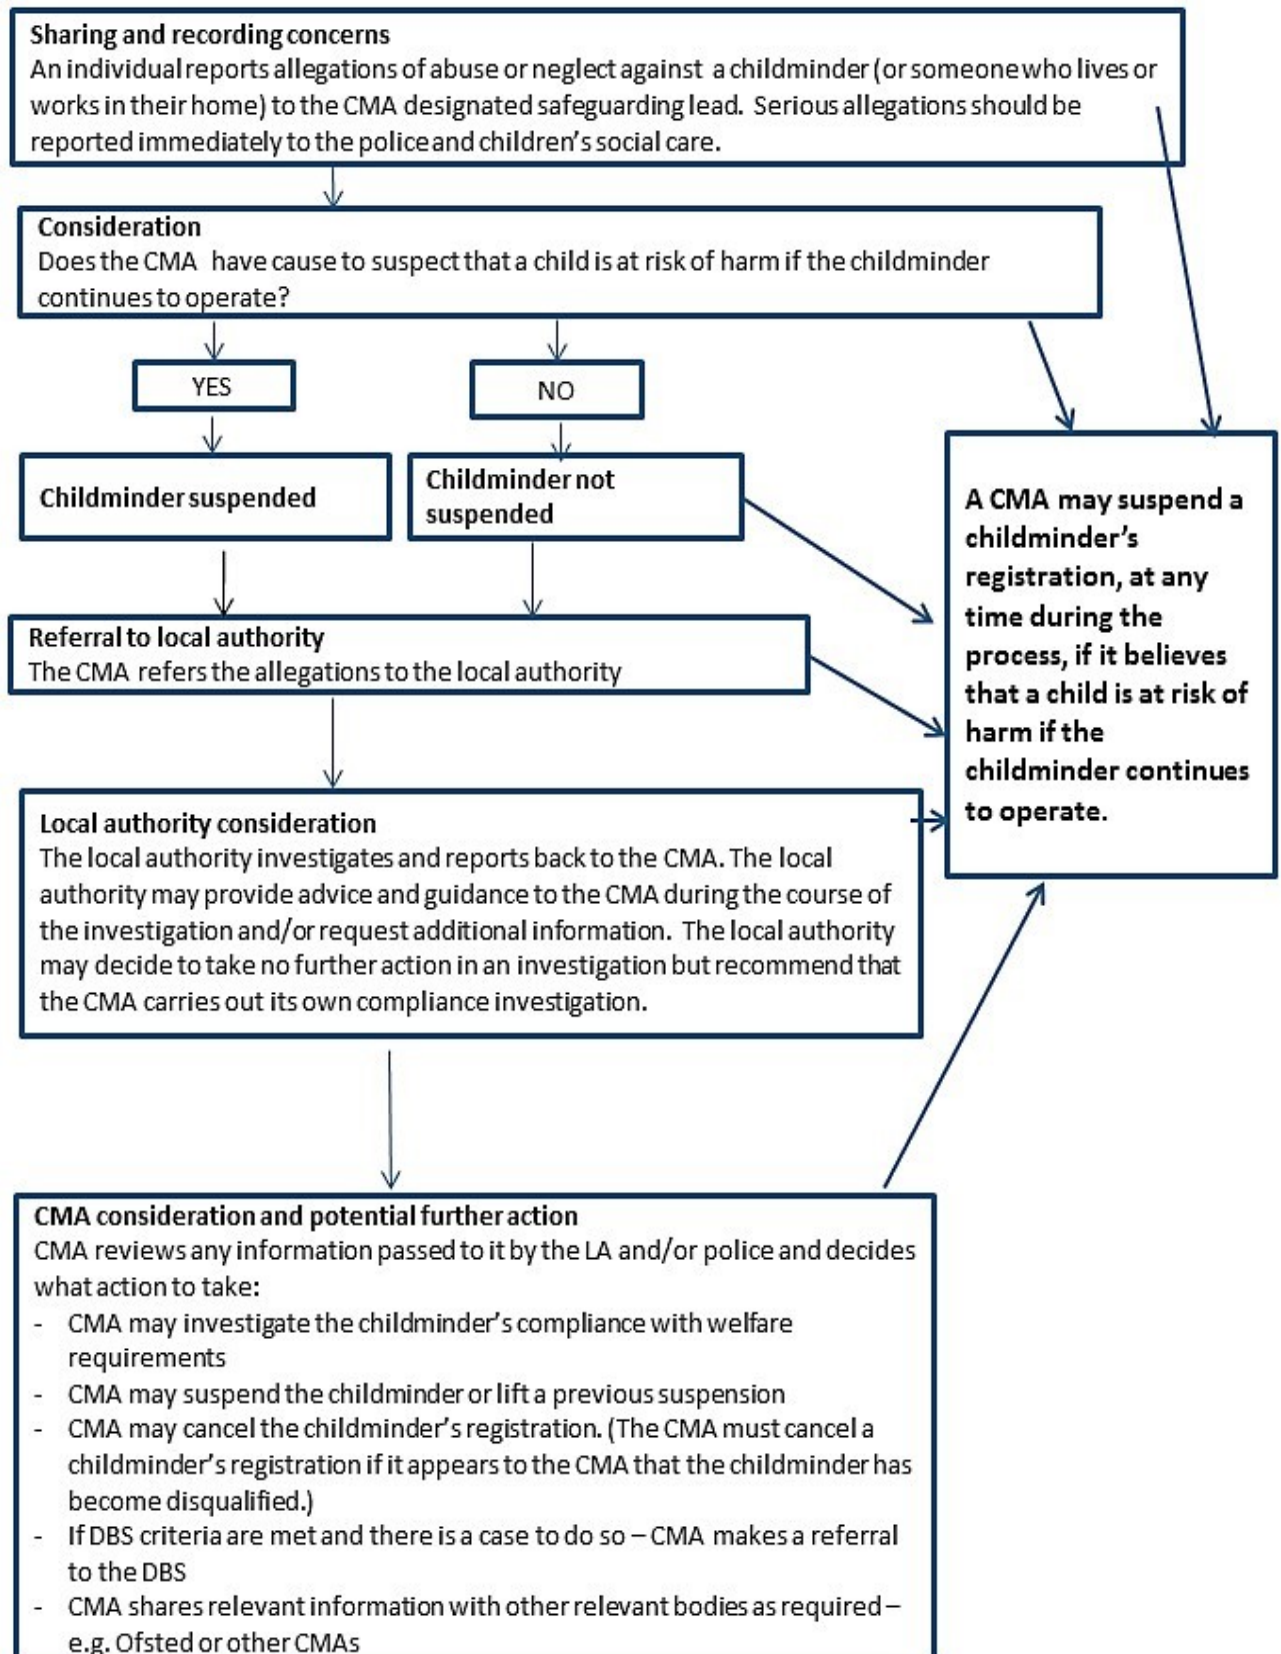 Sharing and recording concerns
An individual reports allegations of abuse or neglect against a childminder (or someone who lives or
works in their home) to the CMA designated safeguarding lead. Serious allegations should be
reported immediately to the police and children's social care.
Consideration
Does the CMA have cause to suspect that a child is at risk of harm if the childminder
continues to operate?
YES
NO
Childminder suspended
Childminder not
suspended
A CMA may suspend a
childminder's
registration, at any
time during the
process, if it believes
that a child is at risk of
harm if the
childminder continues
to operate.
Referral to local authority
The CMA refers the allegations to the local authority
Local authority consideration
The local authority investigates and reports back to the CMA. The local
authority may provide advice and guidance to the CMA during the course of
the investigation and/or request additional information. The local authority
may decide to take no further action in an investigation but recommend that
the CMA carries out its own compliance investigation.
CMA consideration and potential further action
CMA reviews any information passed to it by the LA and/or police and decides
what action to take:
- CMA may investigate the childminder's compliance with welfare
requirements
- CMA may suspend the childminder or lift a previous suspension
- CMA may cancel the childminder's registration. (The CMA must cancel a
childminder's registration if it appears to the CMA that the childminder has
become disqualified.)
- If DBS criteria are met and there is a case to do so – CMA makes a referral
to the DBS
- CMA shares relevant information with other relevant bodies as required –
e.g. Ofsted or other CMAs